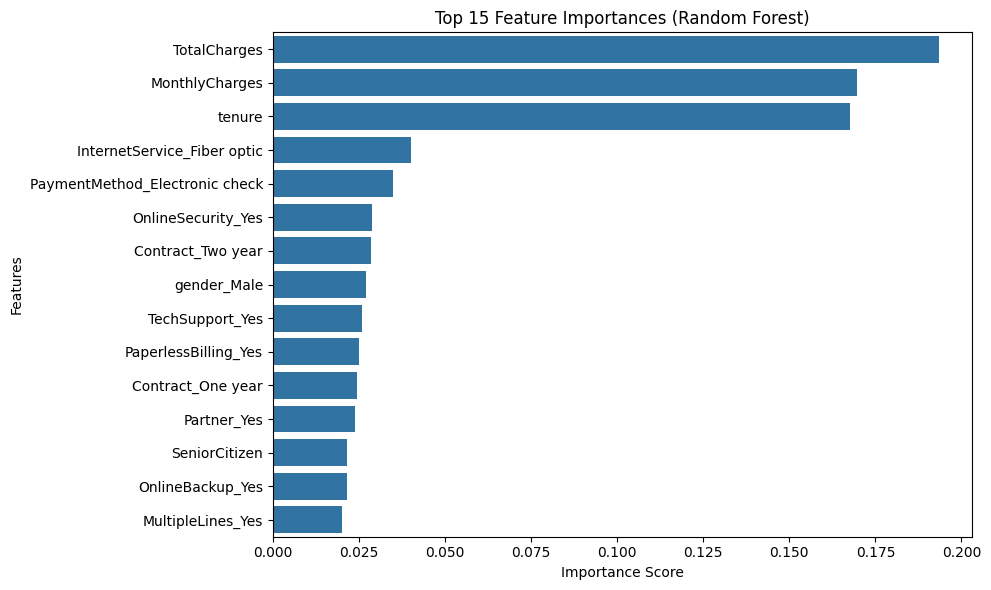 Top 15 Feature Importances (Random Forest)
Features
TotalCharges
MonthlyCharges
tenure
InternetService_Fiber optic
PaymentMethod_Electronic check
OnlineSecurity_Yes
Contract_Two year
gender_Male
TechSupport_Yes
PaperlessBilling_Yes
Contract_One year
Partner_Yes
SeniorCitizen
OnlineBackup_Yes
MultipleLines_Yes
0.000 0.025 0.050 0.075 0.100 0.125 0.150 0.175 0.200
Importance Score